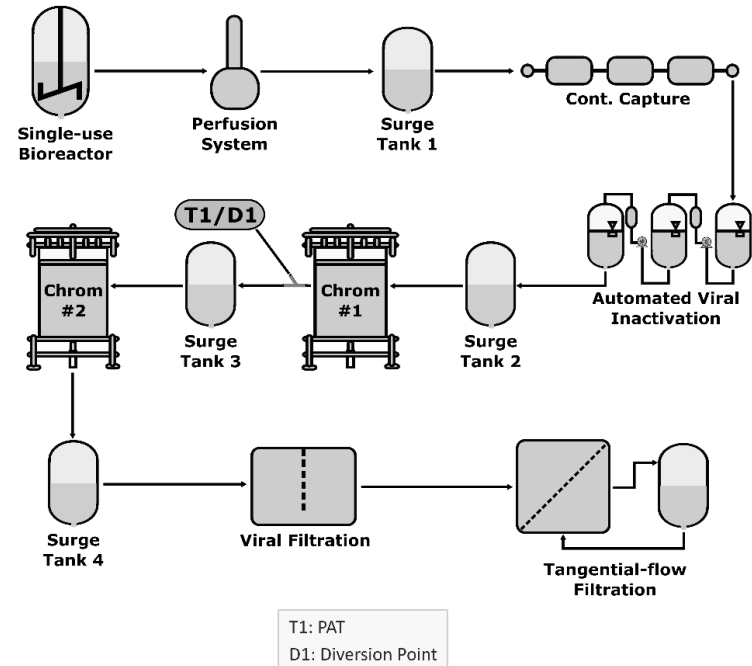 Single-use
Bioreactor
Perfusion
System
Surge
Tank 1
Cont. Capture
Automated Viral
Inactivation
Surge
Tank 2
Chrom
#1
T1/D1
Surge
Tank 3
Chrom
#2
Surge
Tank 4
Viral Filtration
Tangential-flow
Filtration
T1: PAT
D1: Diversion Point